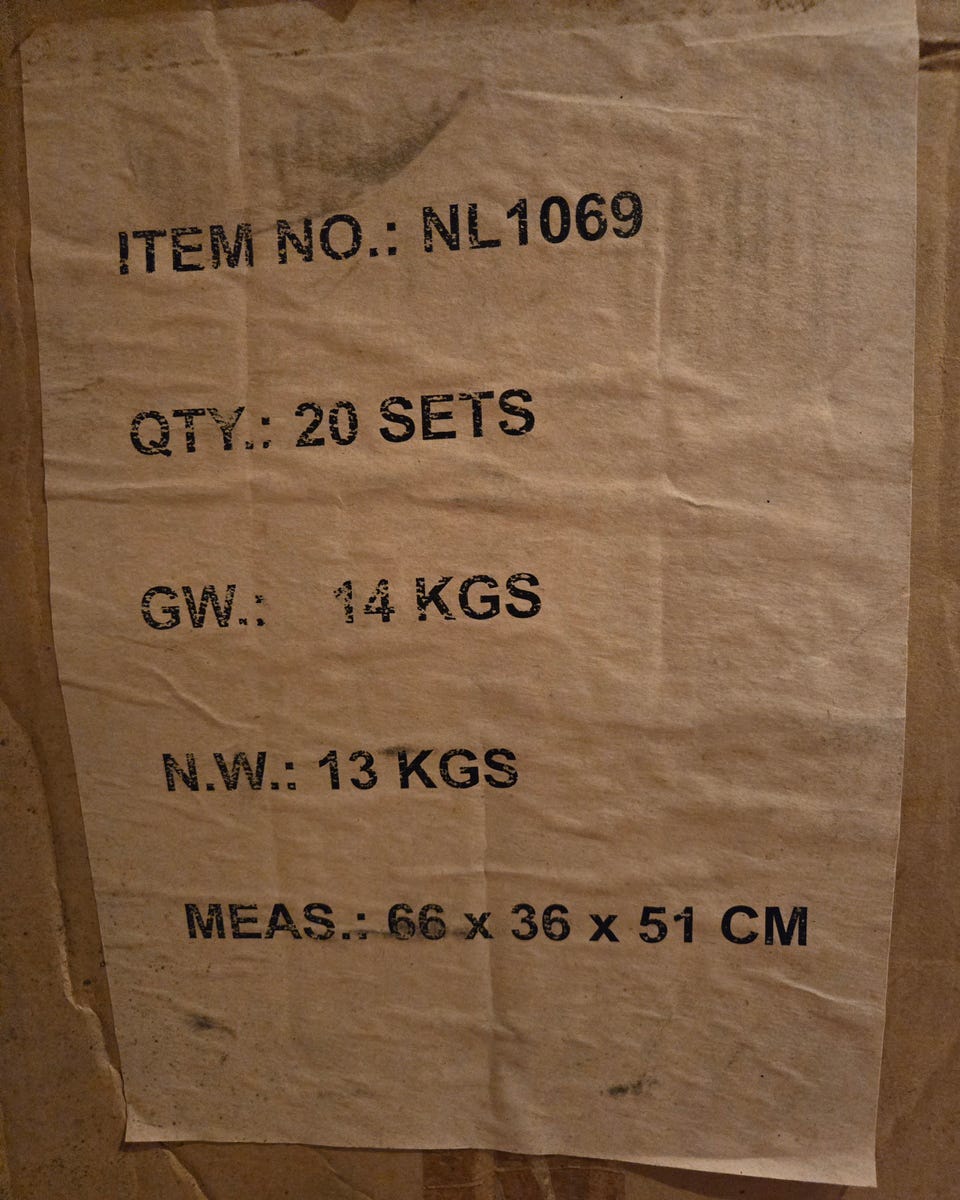 ITEM NO.: NL1069
QTY.: 20 SETS
GW.: 14 KGS
N.W.: 13 KGS
MEAS.: 66 x 36 x 51 CM